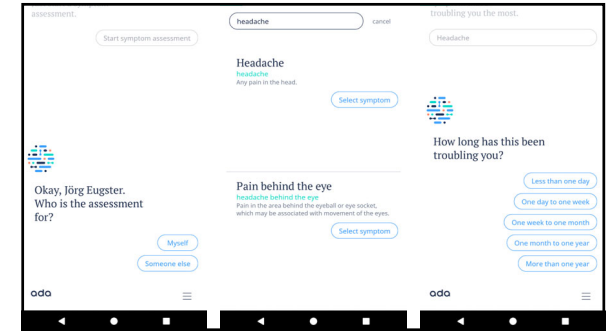 assessment.
Start symptom assessment
Okay, Jörg Eugster.
Who is the assessment
for?
Myself
Someone else
ada
headache
cancel
Headache
headache
Any pain in the head.
Select symptom
Pain behind the eye
headache behind the eye
Pain in the area behind the eyeball or eye socket,
which may be associated with movement of the eyes.
Select symptom
troubling you the most.
Headache
How long has this been
troubling you?
Less than one day
One day to one week
One week to one month
One month to one year
More than one year
ada